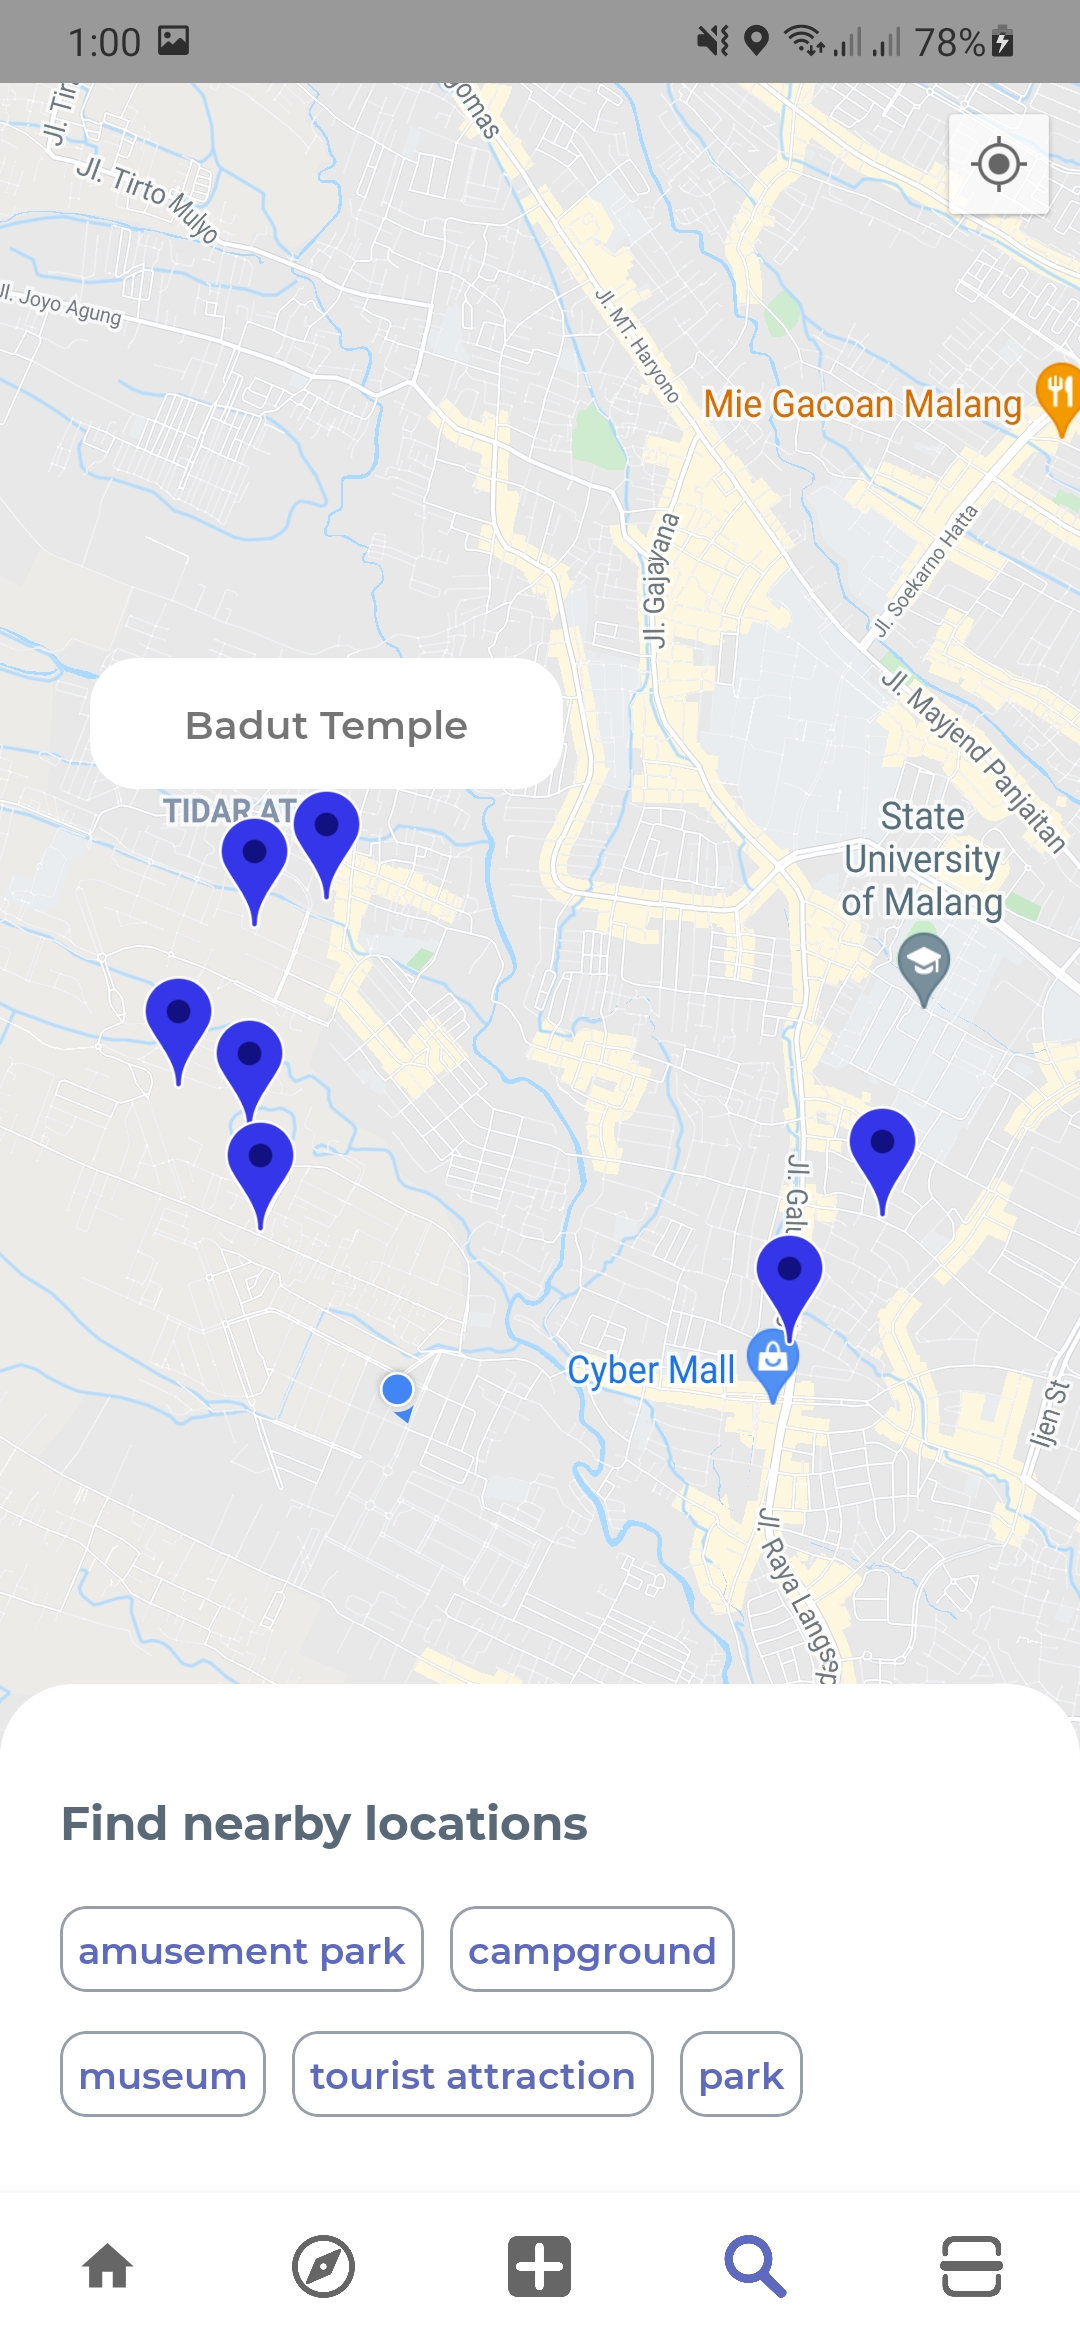 1:00
78%
omas
Jl. Tir
Jl. Tirto Mulyo
Jl. Joyo Agung
Jl. MT. Haryono
Mie Gacoan Malang
Jl. Soekarno Hatta
Jl. Gajayana
Jl. Mayjend Panjaitan
Badut Temple
TIDAR AT
State
University
of Malang
Jl. Galu
Cyber Mall
Ijen St
Jl. Raya Langsep
Find nearby locations
amusement park
campground
museum
tourist attraction
park